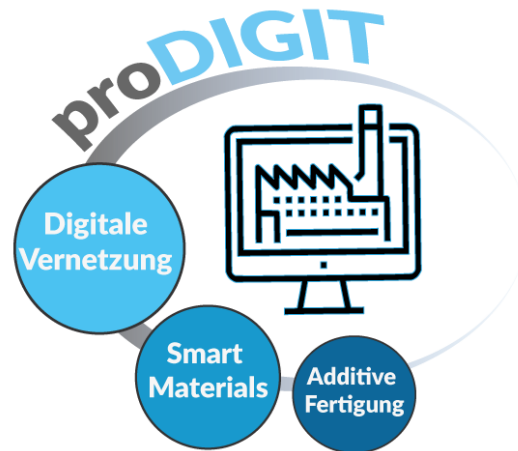 proDIGIT
Digitale
Vernetzung
Smart
Materials
Additive
Fertigung